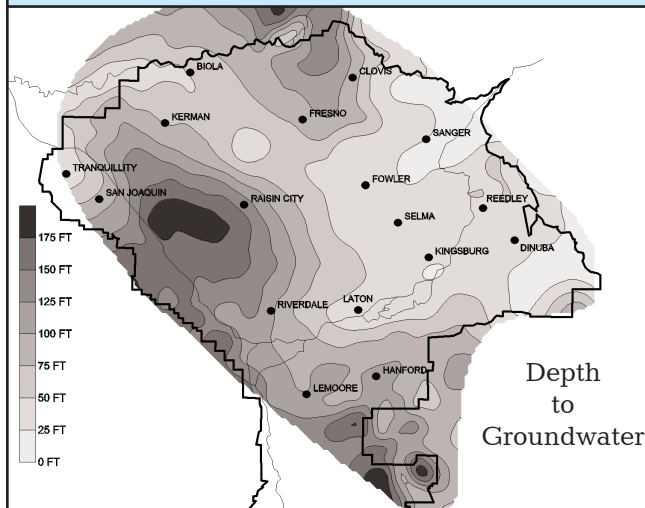 BIOLA
CLOVIS
KERMAN
FRESNO
SANGER
TRANQUILLITY
FOWLER
SAN JOAQUIN
RAISIN CITY
REEDLEY
SELMA
175 FT
DINUBA
KINGSBURG
150 FT
125 FT
RIVERDALE
LATON
100 FT
75 FT
HANFORD
Depth
LEMOORE
50 FT
to
25 FT
Groundwater
0 FT